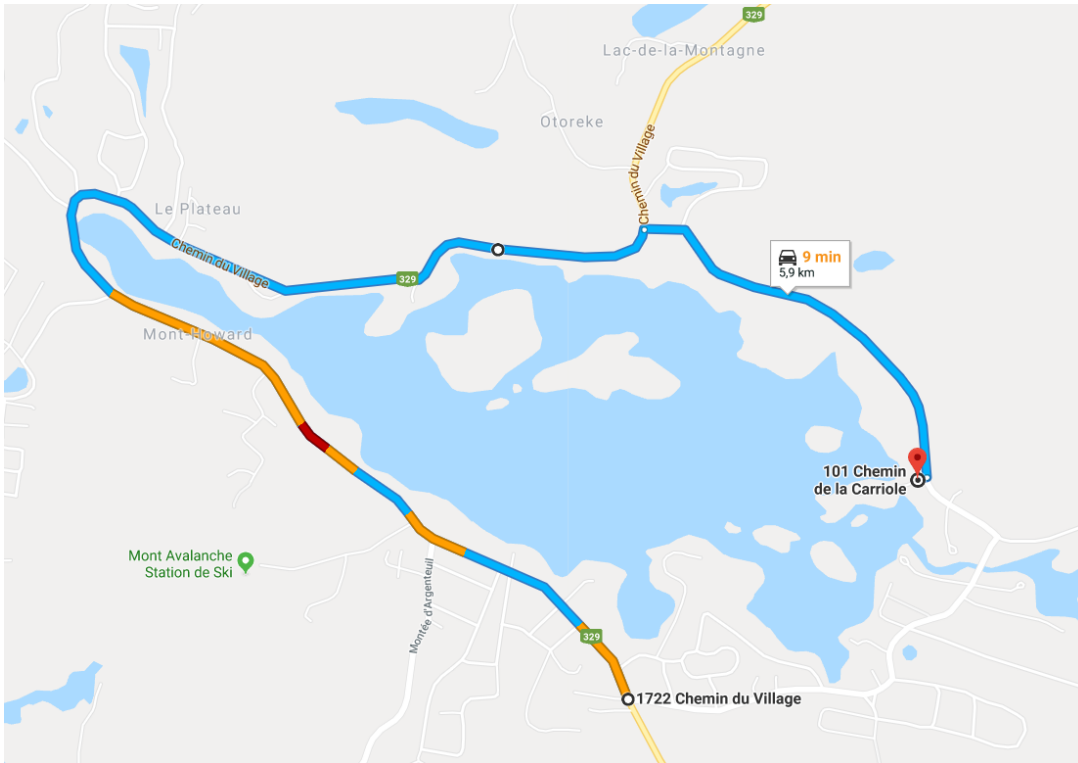 329
Lac-de-la-Montagne
Otoreke
Chemin du Village
Le Plateau
Chemin du Village
329
9 min
5,9 km
Mont-Howard
101 Chemin
de la Carriole
Mont Avalanche
Station de Ski
Montée d'Argenteuil
329
1722 Chemin du Village